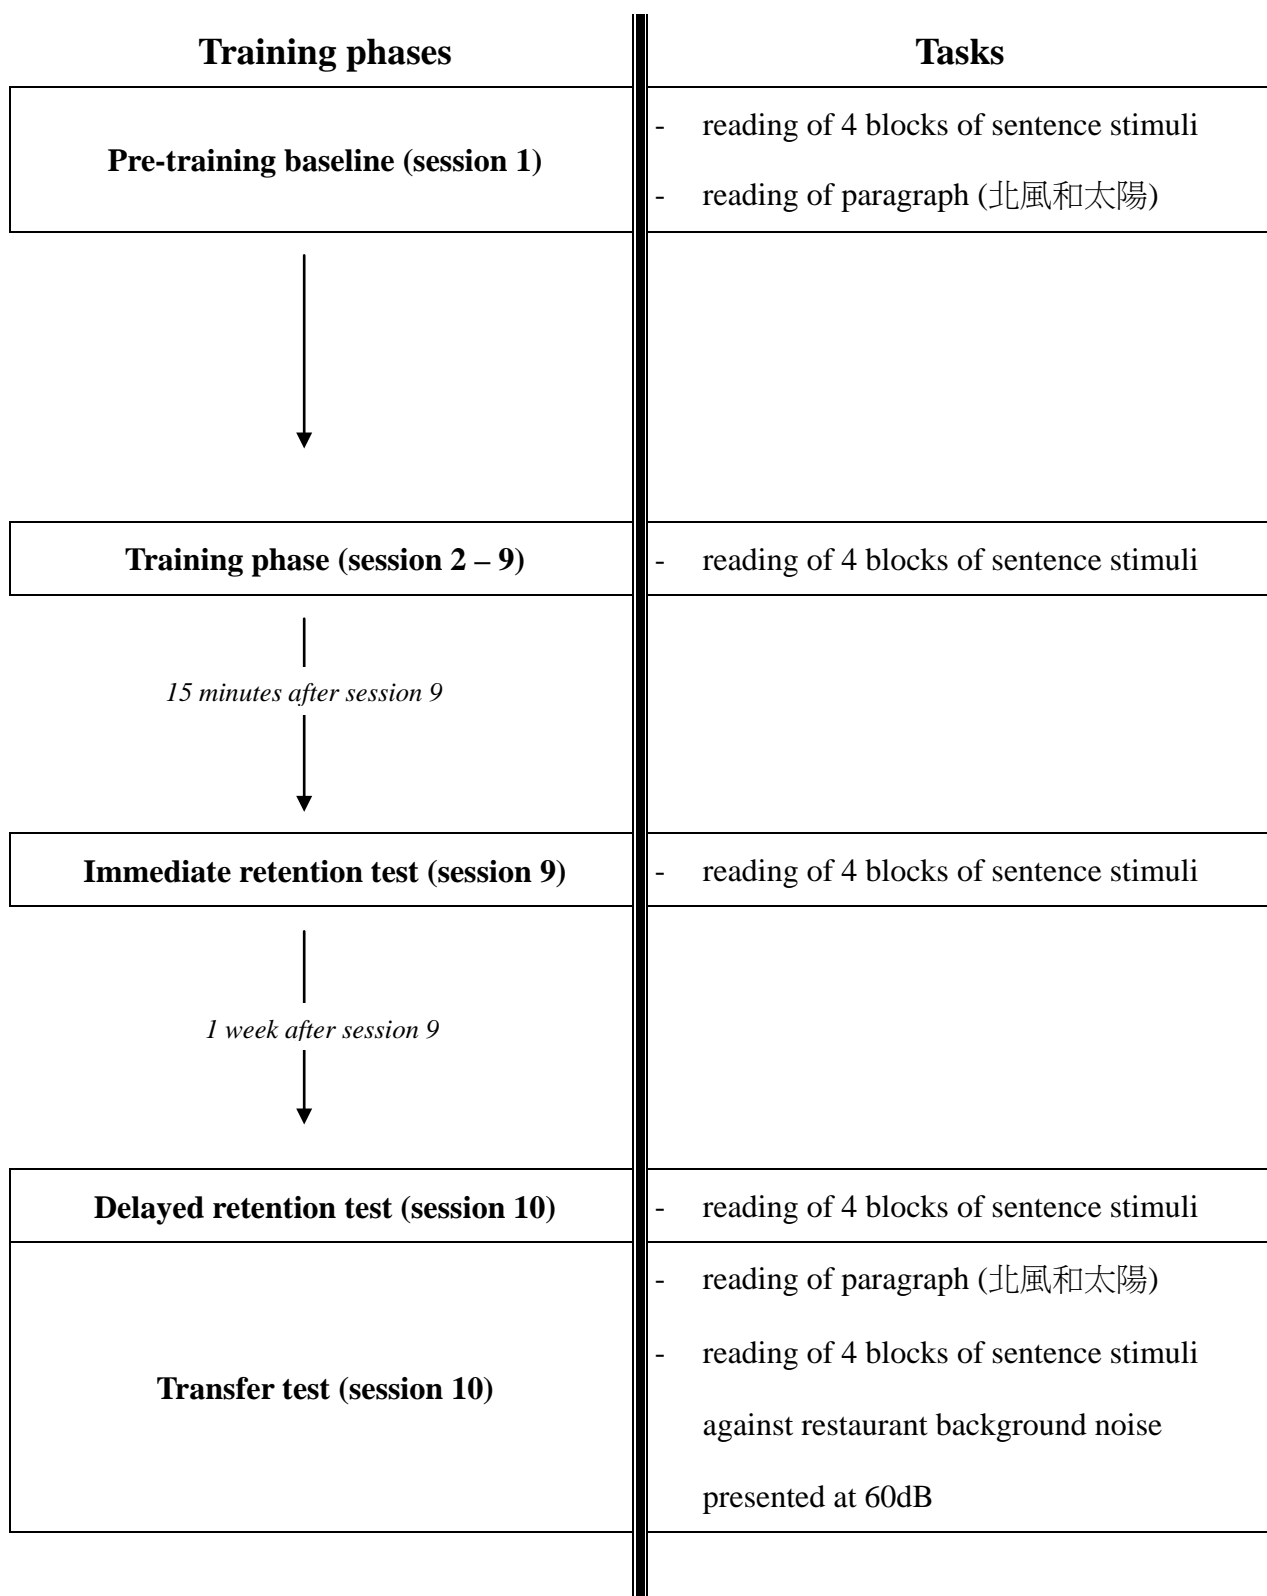 Training phases
Tasks
Pre-training baseline (session 1)
- reading of 4 blocks of sentence stimuli
- reading of paragraph (北風和太陽)
Training phase (session 2 – 9)
- reading of 4 blocks of sentence stimuli
15 minutes after session 9
Immediate retention test (session 9)
- reading of 4 blocks of sentence stimuli
1 week after session 9
Delayed retention test (session 10)
- reading of 4 blocks of sentence stimuli
Transfer test (session 10)
- reading of paragraph (北風和太陽)
- reading of 4 blocks of sentence stimuli
against restaurant background noise
presented at 60dB